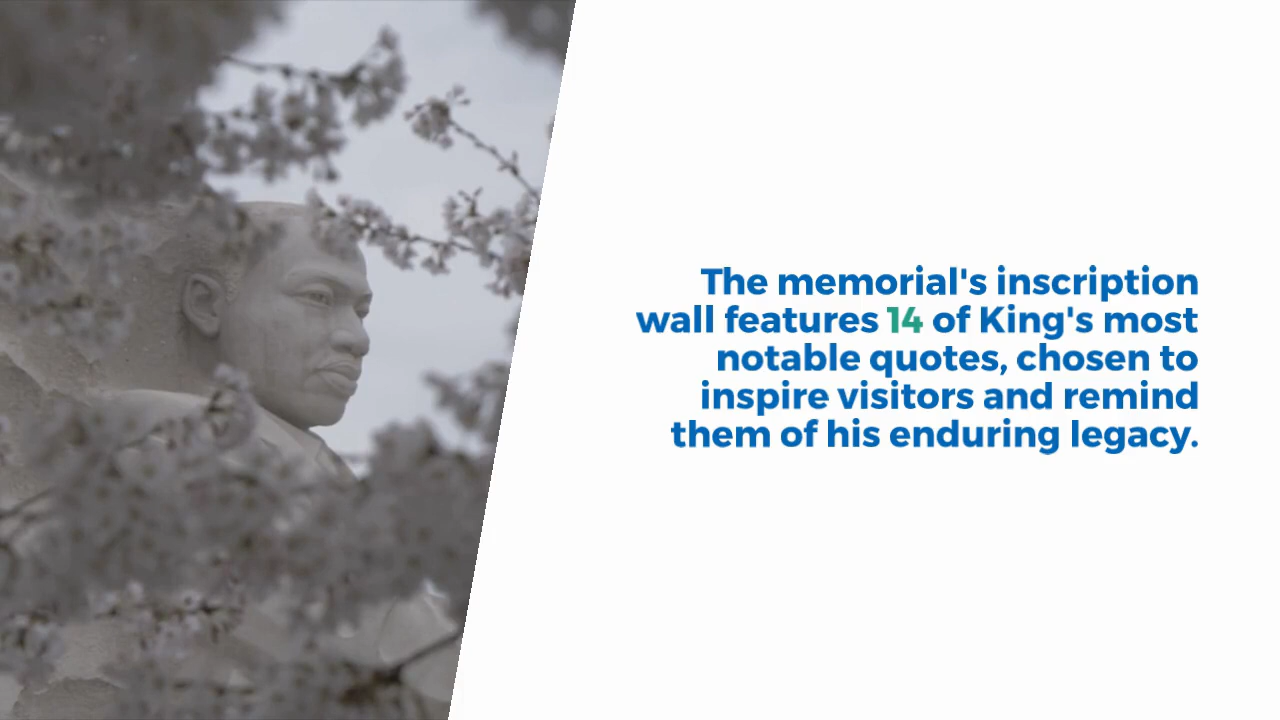 The memorial's inscription
wall features 14 of King's most
notable quotes, chosen to
inspire visitors and remind
them of his enduring legacy.